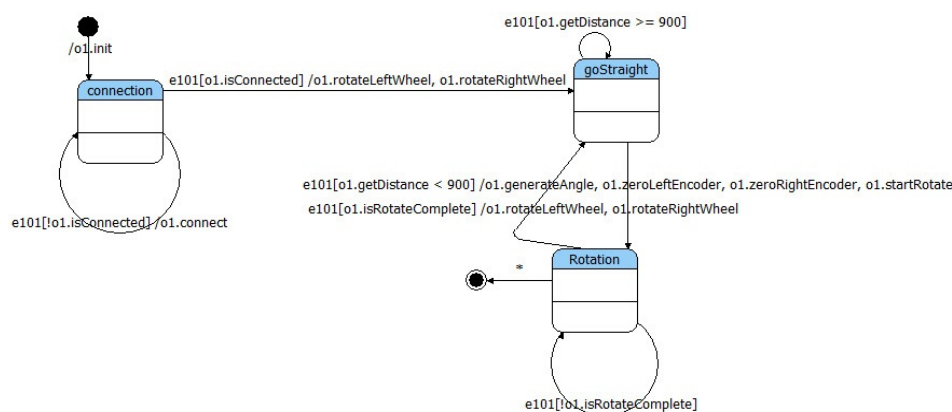 e101[o1.getDistance >= 900]
/o1.init
goStraight
e101[o1.isConnected] /o1.rotateLeftWheel, o1.rotateRightWheel
connection
e101[o1.getDistance < 900] /o1.generateAngle, o1.zeroLeftEncoder, o1.zeroRightEncoder, o1.startRotate
e101[o1.isRotateComplete] /o1.rotateLeftWheel, o1.rotateRightWheel
e101[!o1.isConnected] /o1.connect
Rotation
*
e101[!o1.isRotateComplete]